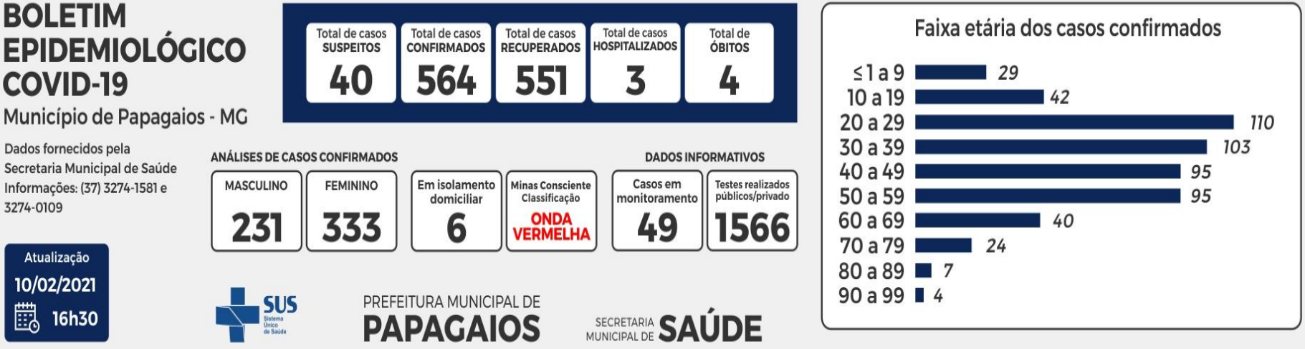 BOLETIM
EPIDEMIOLÓGICO
COVID-19
Município de Papagaios - MG
Dados fornecidos pela
Secretaria Municipal de Saúde
Informações: (37) 3274-1581 e
3274-0109
Atualização
10/02/2021
16h30
Total de casos
SUSPEITOS
40
Total de casos
CONFIRMADOS
564
Total de casos
RECUPERADOS
551
Total de casos
HOSPITALIZADOS
3
Total de
ÓBITOS
4
ANÁLISES DE CASOS CONFIRMADOS
MASCULINO
231
FEMININO
333
Em isolamento
domiciliar
6
Minas Consciente
Classificação
ONDA
VERMELHA
DADOS INFORMATIVOS
Casos em
monitoramento
49
Testes realizados
públicos/privado
1566
SUS
Sistema
Único
de Saúde
PREFEITURA MUNICIPAL DE
PAPAGAIOS
SECRETARIA
MUNICIPAL DE SAÚDE
Faixa etária dos casos confirmados
≤1 a 9 29
10 a 19 42
20 a 29 110
30 a 39 103
40 a 49 95
50 a 59 95
60 a 69 40
70 a 79 24
80 a 89 7
90 a 99 4